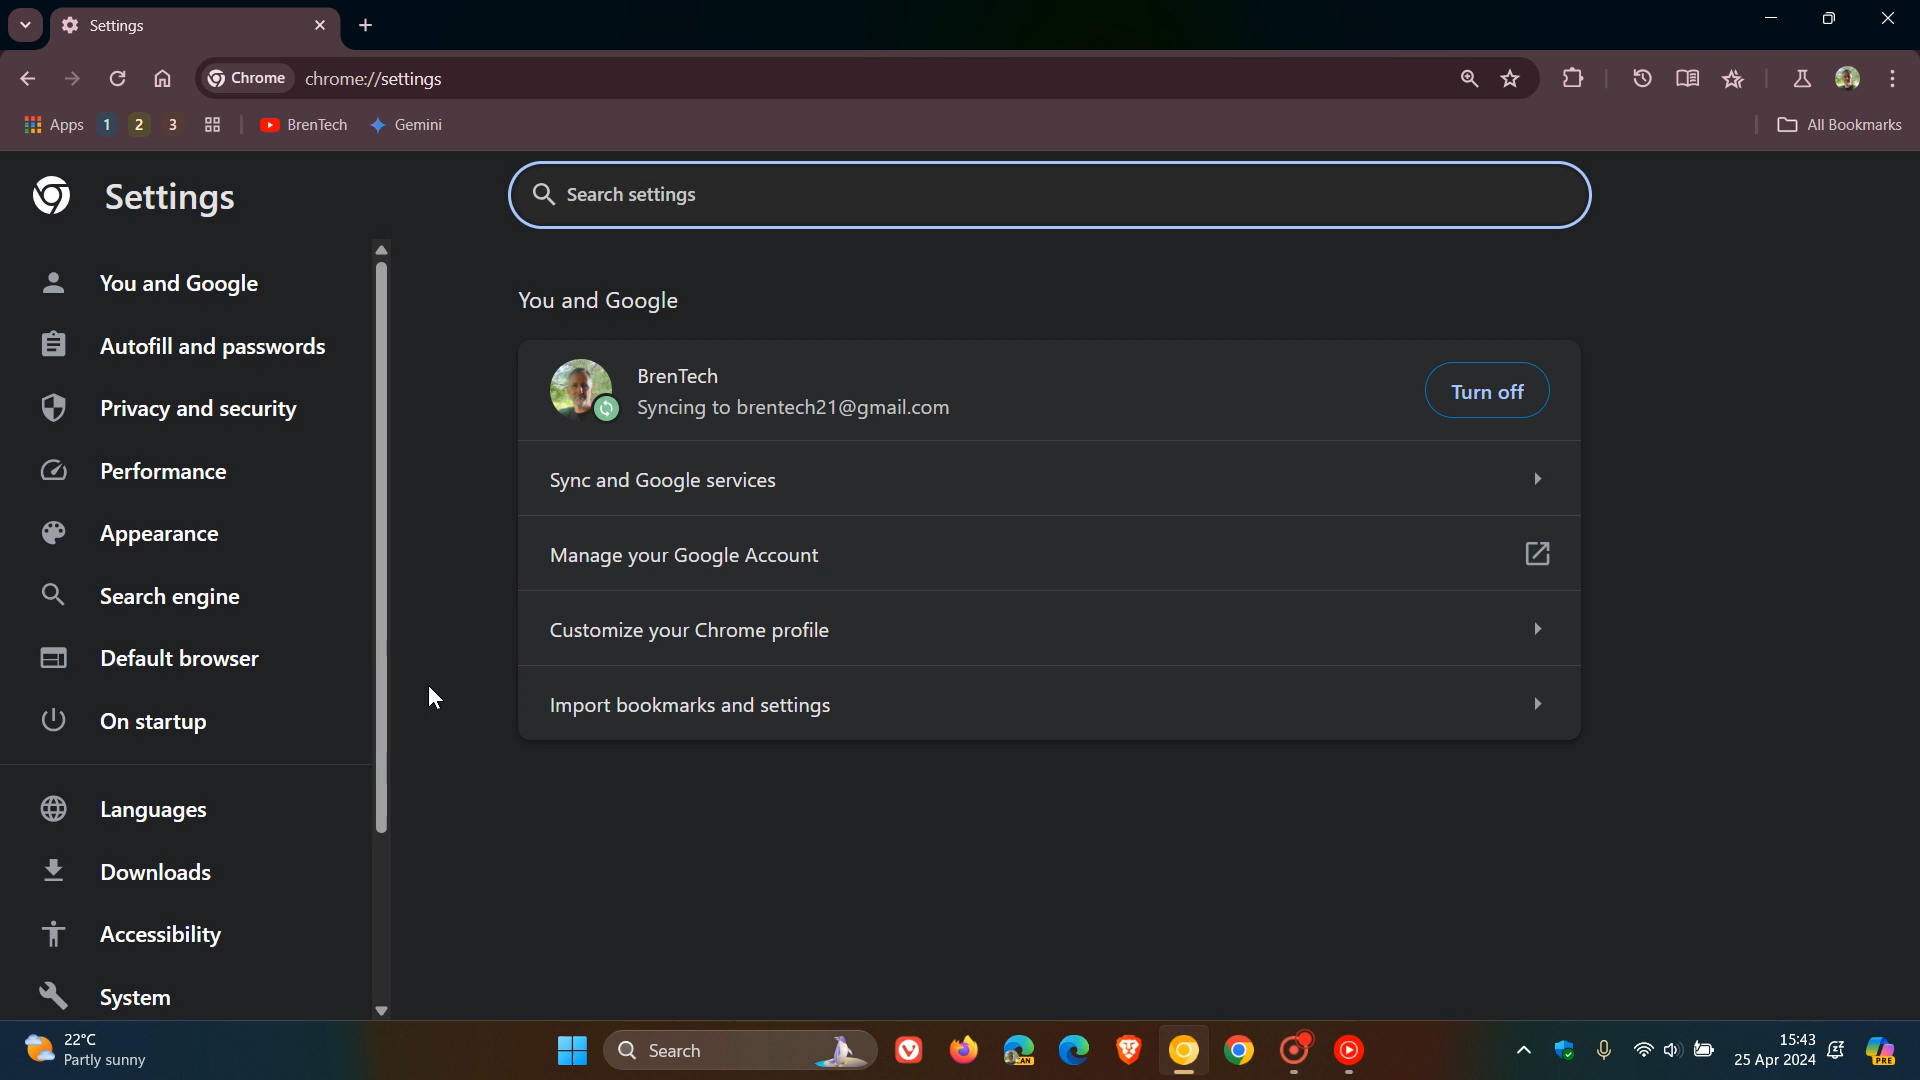 Settings
Chrome chrome://settings
Apps 1 2 3 BrenTech Gemini All Bookmarks
Settings
Search settings
You and Google
Autofill and passwords
Privacy and security
Performance
Appearance
Search engine
Default browser
On startup
Languages
Downloads
Accessibility
System
You and Google
BrenTech
Syncing to brentech21@gmail.com
Turn off
Sync and Google services
Manage your Google Account
Customize your Chrome profile
Import bookmarks and settings
22°C
Partly sunny
Search
CAN
15:43
25 Apr 2024
PRE